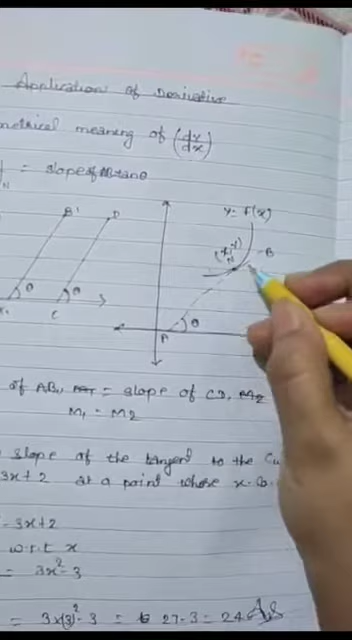 Application of Derivative
metrical meaning of (dy/dx)
= slope of tane
y = f(x)
B' D
B
θ θ C
A θ
of AB, = slope of CD, M2
M1 = M2
slope of the tangent to the Cu
3x+2 at a point whose x-co.
- 3x+2
w.r.t x
= 3x²-3
= 3x(3)²-3 = 27-3 = 24 Ans